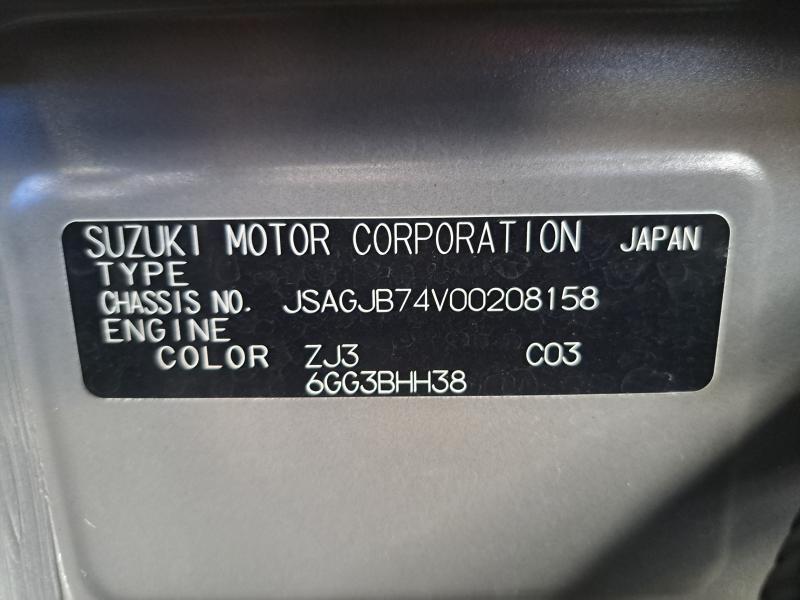 SUZUKI MOTOR CORPORATION JAPAN
TYPE
CHASSIS NO. JSAGJB74V00208158
ENGINE
COLOR ZJ3 C03
6GG3BHH38